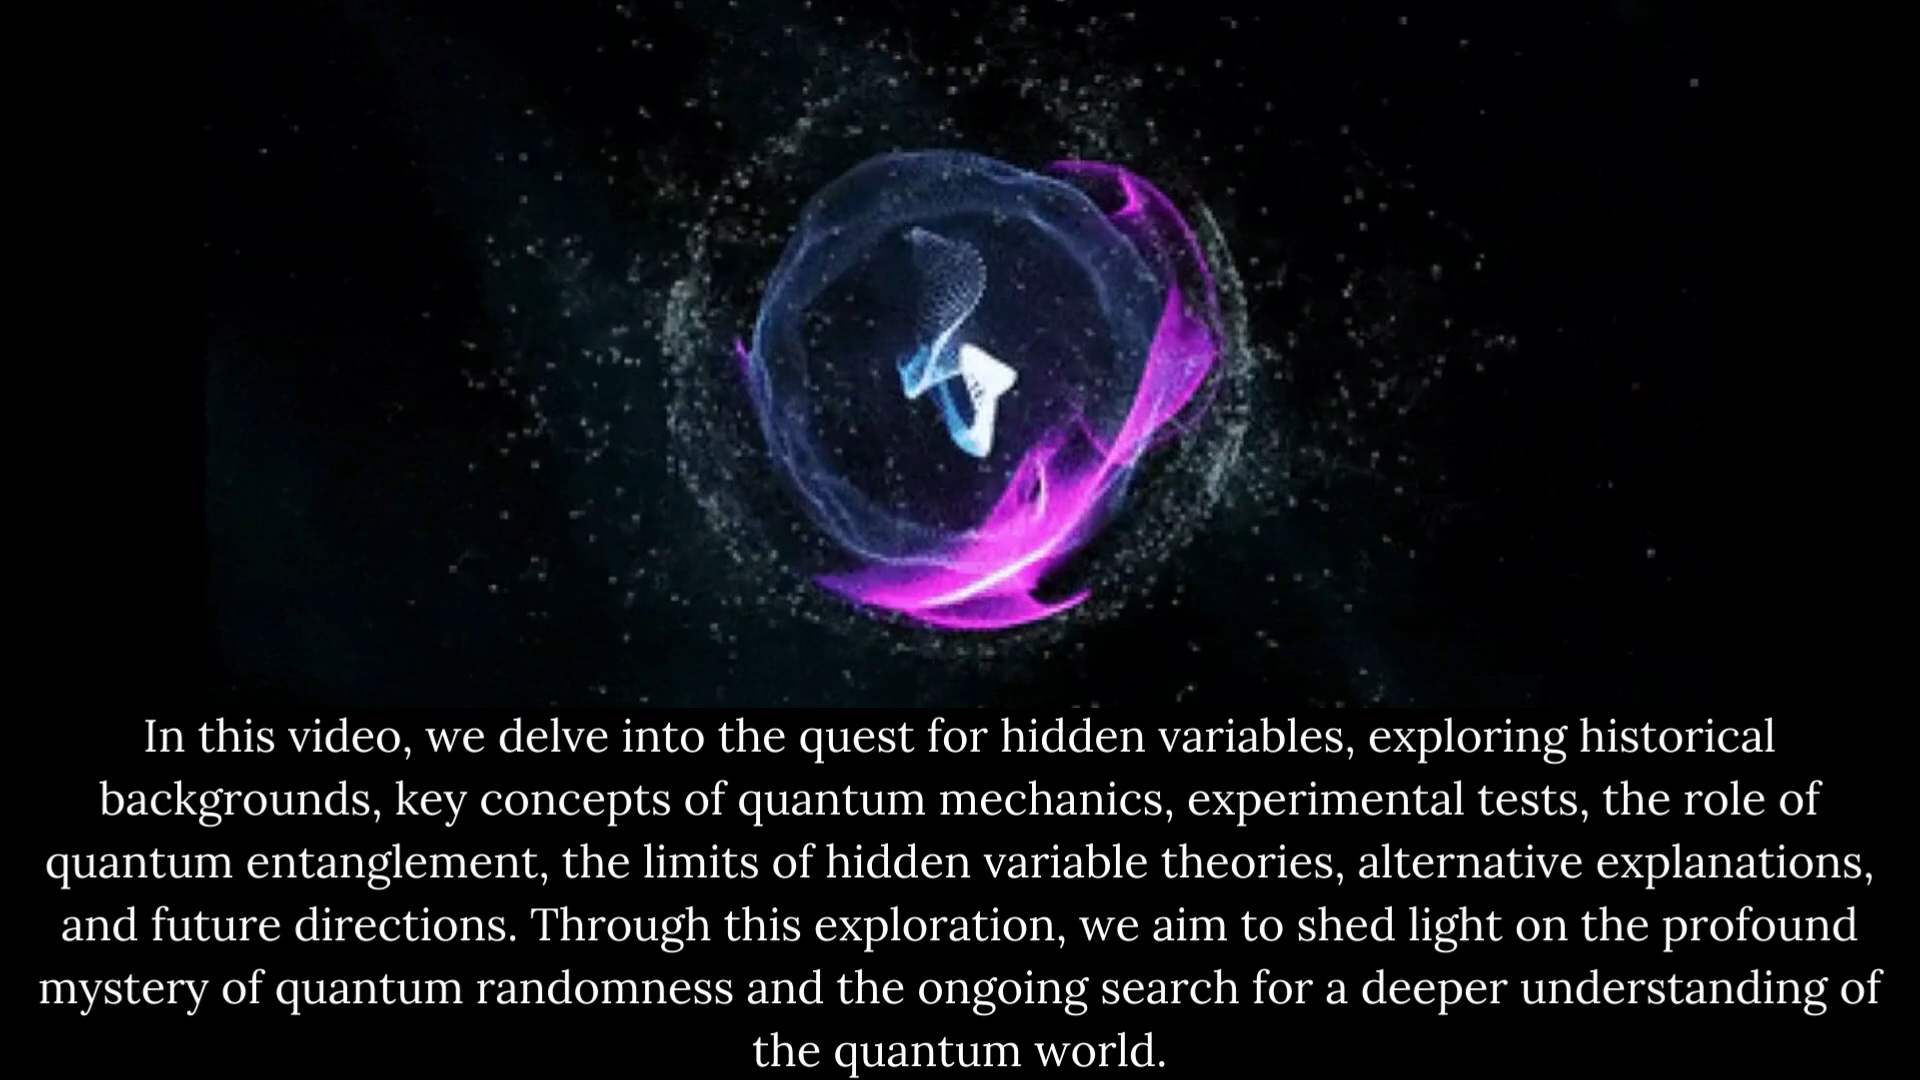 In this video, we delve into the quest for hidden variables, exploring historical
backgrounds, key concepts of quantum mechanics, experimental tests, the role of
quantum entanglement, the limits of hidden variable theories, alternative explanations,
and future directions. Through this exploration, we aim to shed light on the profound
mystery of quantum randomness and the ongoing search for a deeper understanding of
the quantum world.